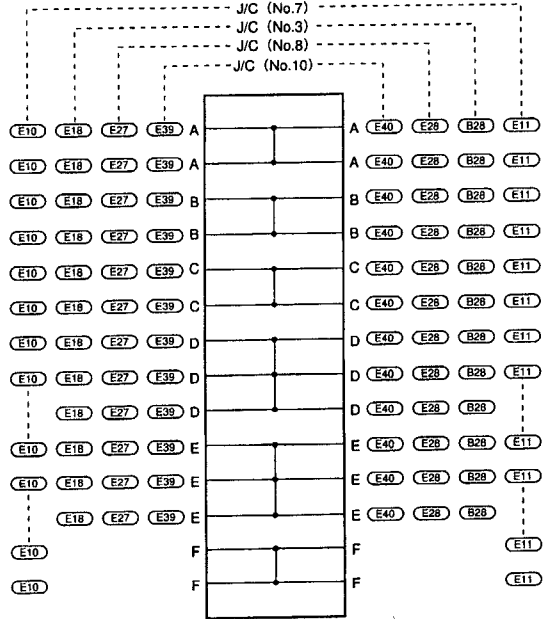 J/C (No.7)
J/C (No.3)
J/C (No.8)
J/C (No.10)
E10 E18 E27 E39 A A E40 E28 B28 E11
E10 E18 E27 E39 A A E40 E28 B28 E11
E10 E18 E27 E39 B B E40 E28 B28 E11
E10 E18 E27 E39 B B E40 E28 B28 E11
E10 E18 E27 E39 C C E40 E28 B28 E11
E10 E18 E27 E39 C C E40 E28 B28 E11
E10 E18 E27 E39 D D E40 E28 B28 E11
E10 E18 E27 E39 D D E40 E28 B28 E11
E18 E27 E39 D D E40 E28 B28
E10 E18 E27 E39 E E E40 E28 B28 E11
E10 E18 E27 E39 E E E40 E28 B28 E11
E18 E27 E39 E E E40 E28 B28
E10 F F E11
E10 F F E11